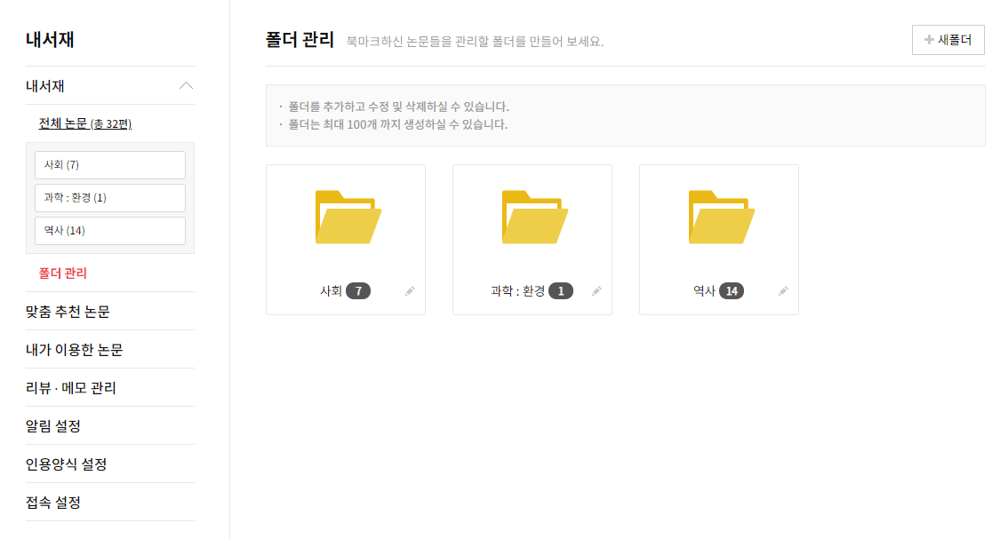 내서재
내서재
전체 논문 (총 32편)
사회 (7)
과학 : 환경 (1)
역사 (14)
폴더 관리
맞춤 추천 논문
내가 이용한 논문
리뷰 · 메모 관리
알림 설정
인용양식 설정
접속 설정
폴더 관리 북마크하신 논문들을 관리할 폴더를 만들어 보세요.
+ 새폴더
· 폴더를 추가하고 수정 및 삭제하실 수 있습니다.
· 폴더는 최대 100개 까지 생성하실 수 있습니다.
사회 7
과학 : 환경 1
역사 14